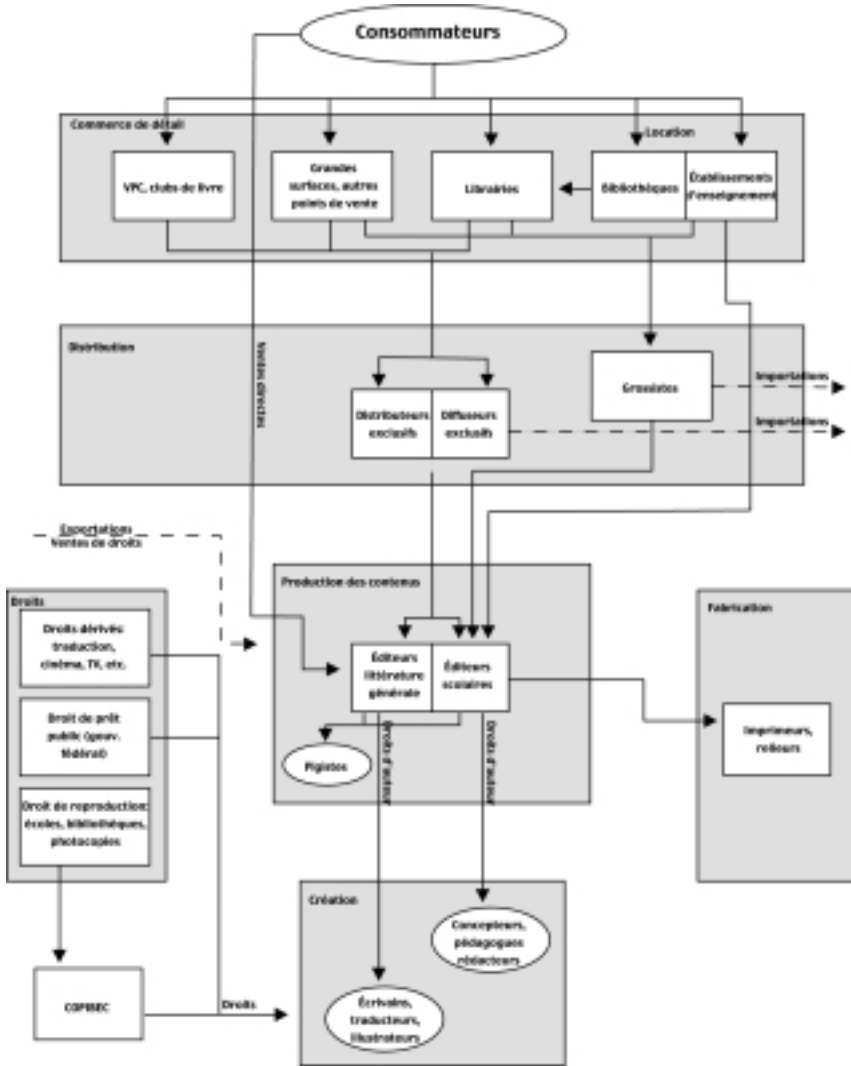 Consommateurs
Commerce de détail
Location
VPC, clubs de livre
Grandes
surfaces, autres
points de vente
Librairies
Bibliothèques
Établissements
d'enseignement
Distribution
Ventes directes
Grossistes
Importations
Distributeurs
exclusifs
Diffuseurs
exclusifs
Importations
Exportations
Ventes de droits
Production des contenus
Droits
Fabrication
Droits dérivés:
traduction,
cinéma, TV, etc.
Éditeurs
littérature
générale
Éditeurs
scolaires
Droit de prêt
public (gouv.
fédéral)
Imprimeurs,
relieurs
Droits d'auteur
Droits d'auteur
Pigistes
Droit de reproduction:
écoles, bibliothèques,
photocopies
Création
Concepteurs,
pédagogues
rédacteurs
COPIBEC
Droits
Écrivains,
traducteurs,
illustrateurs